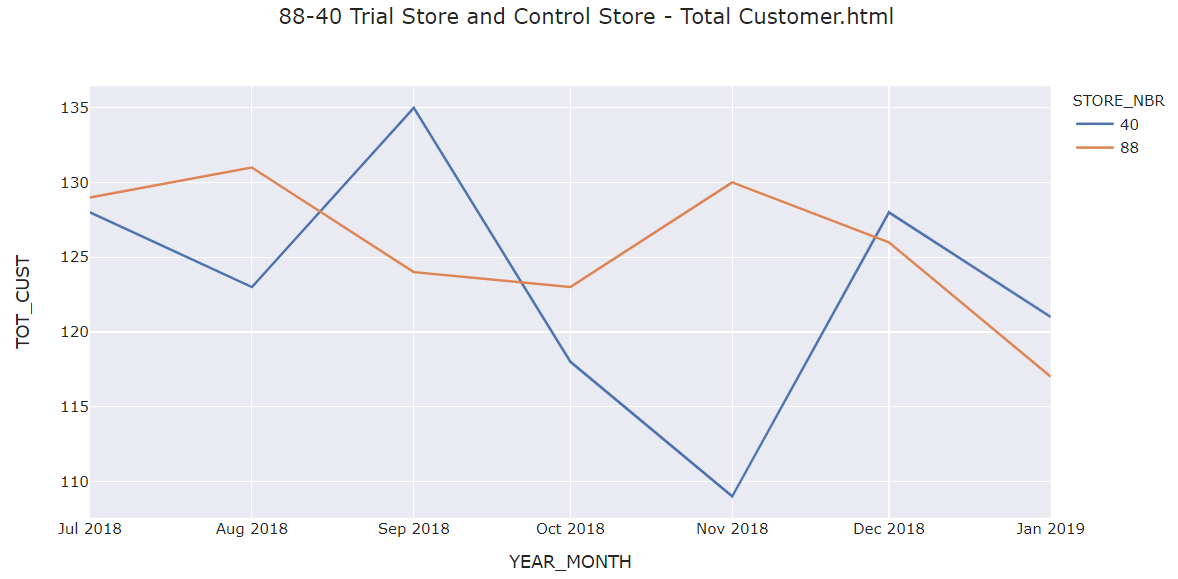 88-40 Trial Store and Control Store - Total Customer.html
STORE_NBR
40
88
TOT_CUST
135
130
125
120
115
110
Jul 2018 Aug 2018 Sep 2018 Oct 2018 Nov 2018 Dec 2018 Jan 2019
YEAR_MONTH